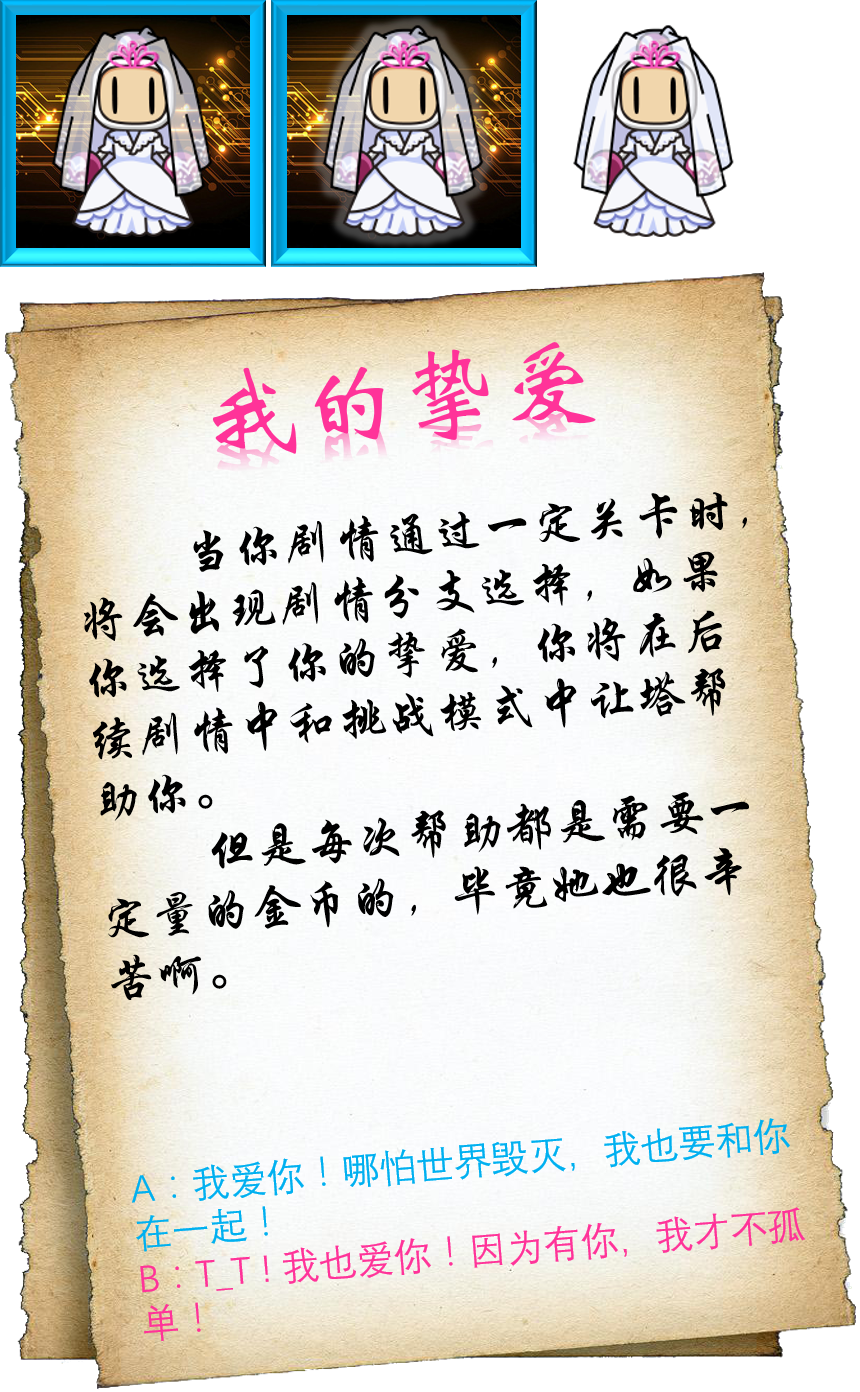 我的挚爱
当你剧情通过一定关卡时，
将会出现剧情分支选择，如果
你选择了你的挚爱，你将在后
续剧情中和挑战模式中让塔帮
助你。
但是每次帮助都是需要一
定量的金币的，毕竟她也很辛
苦啊。
A：我爱你！哪怕世界毁灭，我也要和你
在一起！
B：T_T！我也爱你！因为有你，我才不孤
单！